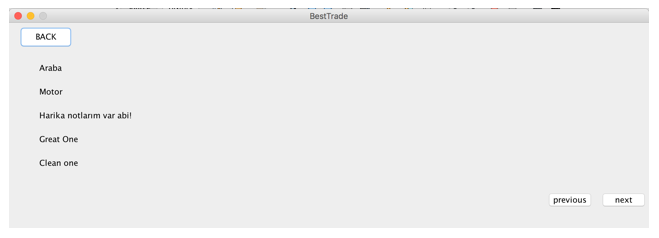 BestTrade
BACK
Araba
Motor
Harika notlarım var abi!
Great One
Clean one
previous next